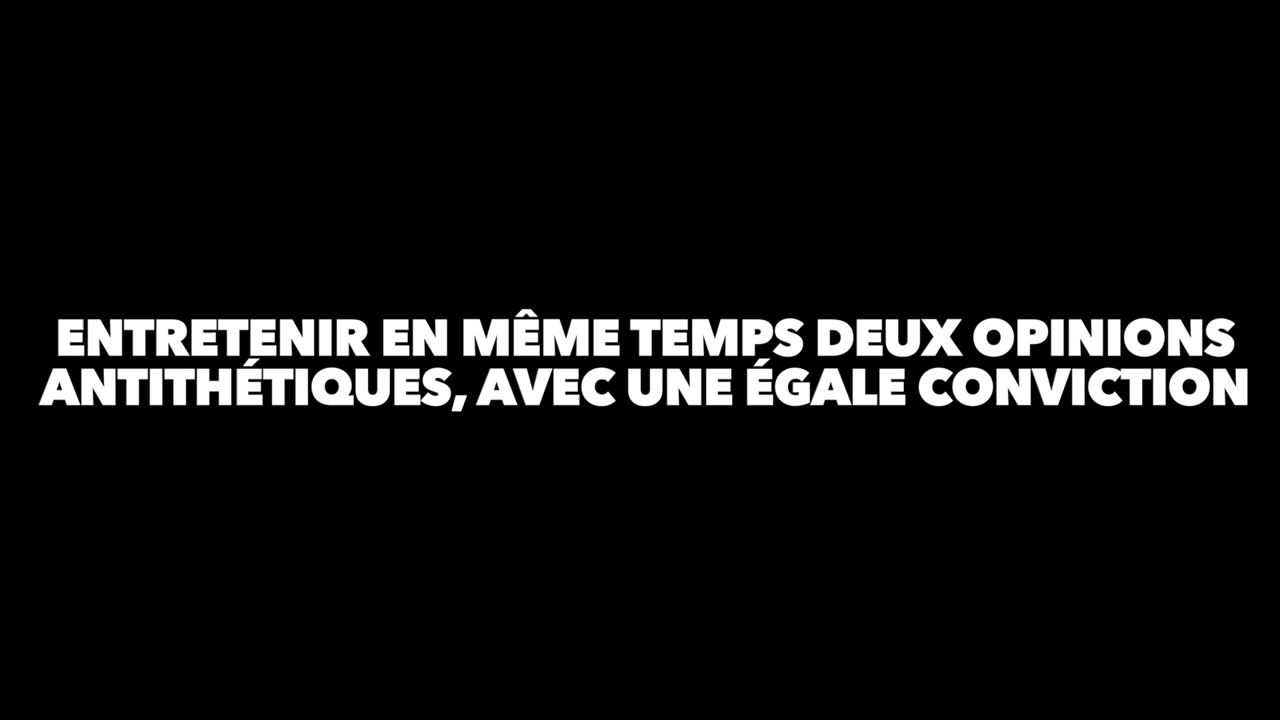 ENTRETENIR EN MÊME TEMPS DEUX OPINIONS
ANTITHÉTIQUES, AVEC UNE ÉGALE CONVICTION